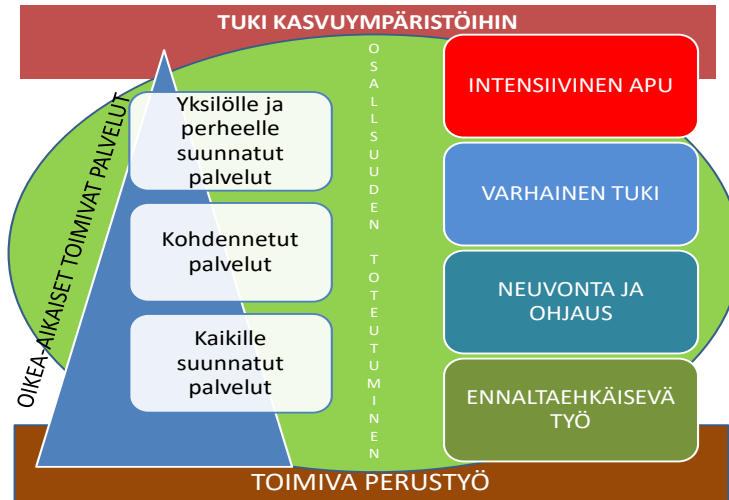 TUKI KASVUYMPÄRISTÖIHIN
OIKEA-AIKAISET TOIMIVAT PALVELUT
Yksilölle ja
perheelle
suunnatut
palvelut
Kohdennetut
palvelut
Kaikille
suunnatut
palvelut
OSALLSUUDEN TOTEUTUMINEN
INTENSIIVINEN APU
VARHAINEN TUKI
NEUVONTA JA
OHJAUS
ENNALTAEHKÄISEVÄ
TYÖ
TOIMIVA PERUSTYÖ